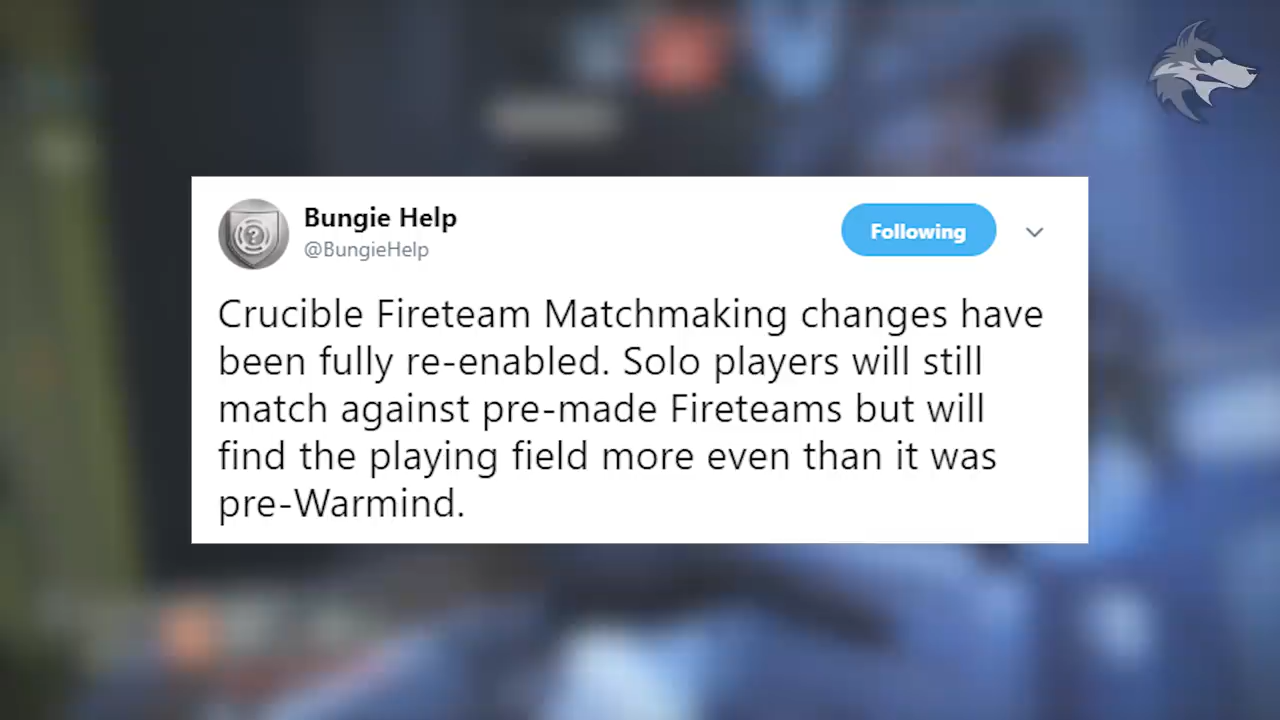 Bungie Help
@BungieHelp
Following
Crucible Fireteam Matchmaking changes have
been fully re-enabled. Solo players will still
match against pre-made Fireteams but will
find the playing field more even than it was
pre-Warmind.